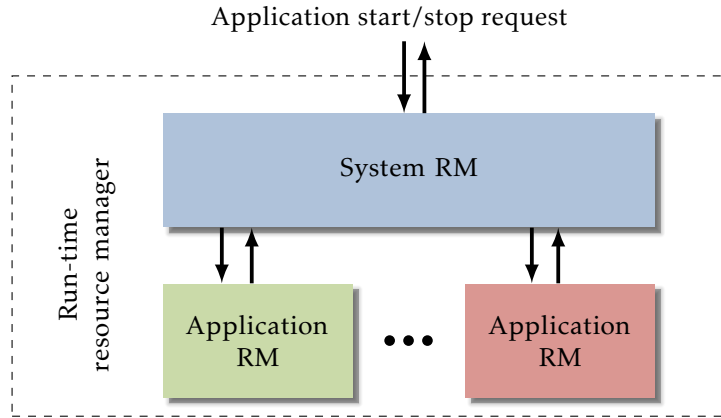 Application start/stop request
System RM
Run-time
resource manager
Application
RM
Application
RM